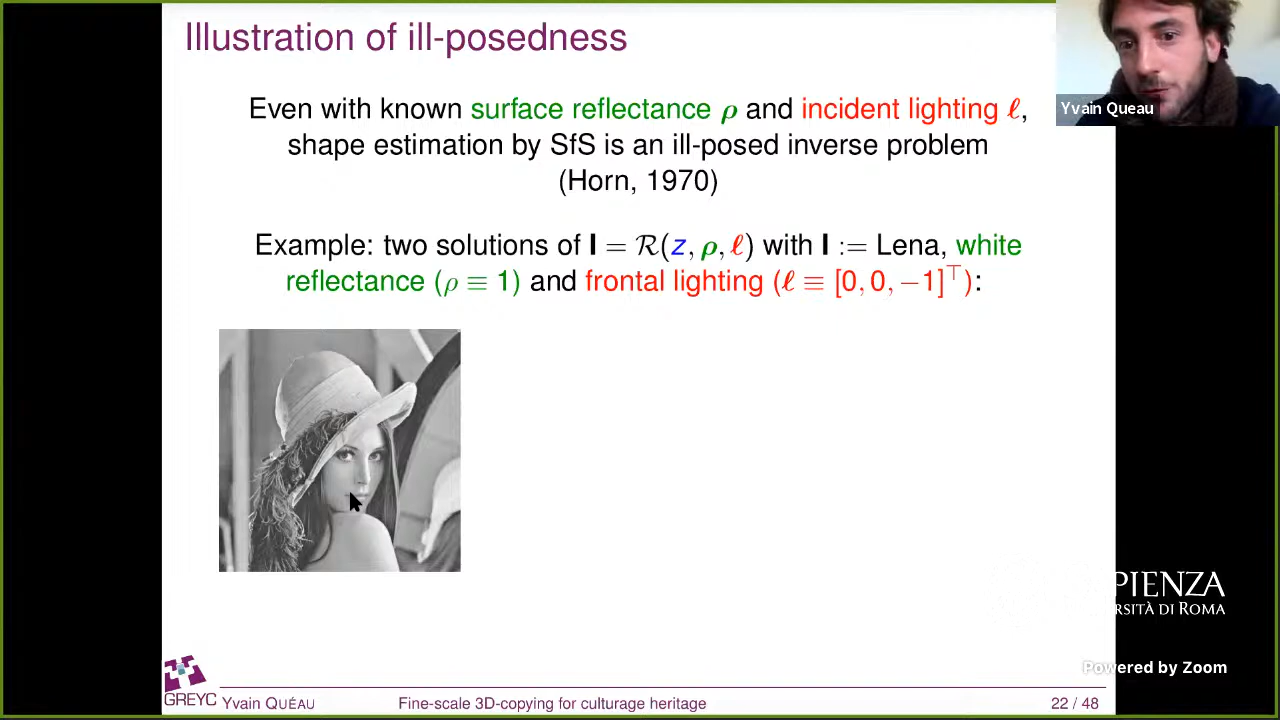 Illustration of ill-posedness
Even with known surface reflectance ρ and incident lighting ℓ,
shape estimation by SfS is an ill-posed inverse problem
(Horn, 1970)
Example: two solutions of I = R(z, ρ, ℓ) with I := Lena, white
reflectance (ρ ≡ 1) and frontal lighting (ℓ ≡ [0, 0, −1]⊤):
Yvain Queau
PIENZA
RSITÀ DI ROMA
Powered by Zoom
GREYC
Yvain QUÉAU
Fine-scale 3D-copying for culturage heritage
22 / 48